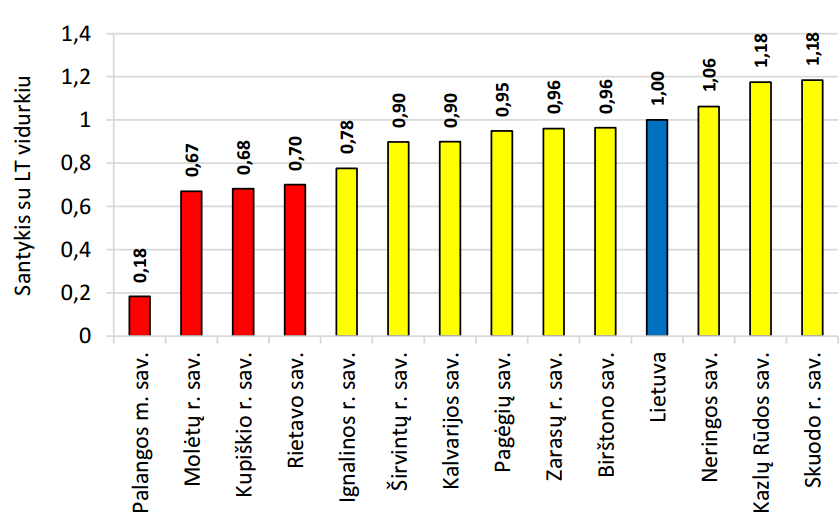 Santykis su LT vidurkiu
1,4
1,2
1
0,8
0,6
0,4
0,2
0
0,18
0,67
0,68
0,70
0,78
0,90
0,90
0,95
0,96
0,96
1,00
1,06
1,18
1,18
Palangos m. sav.
Molėtų r. sav.
Kupiškio r. sav.
Rietavo sav.
Ignalinos r. sav.
Širvintų r. sav.
Kalvarijos sav.
Pagėgių sav.
Zarasų r. sav.
Birštono sav.
Lietuva
Neringos sav.
Kazlų Rūdos sav.
Skuodo r. sav.